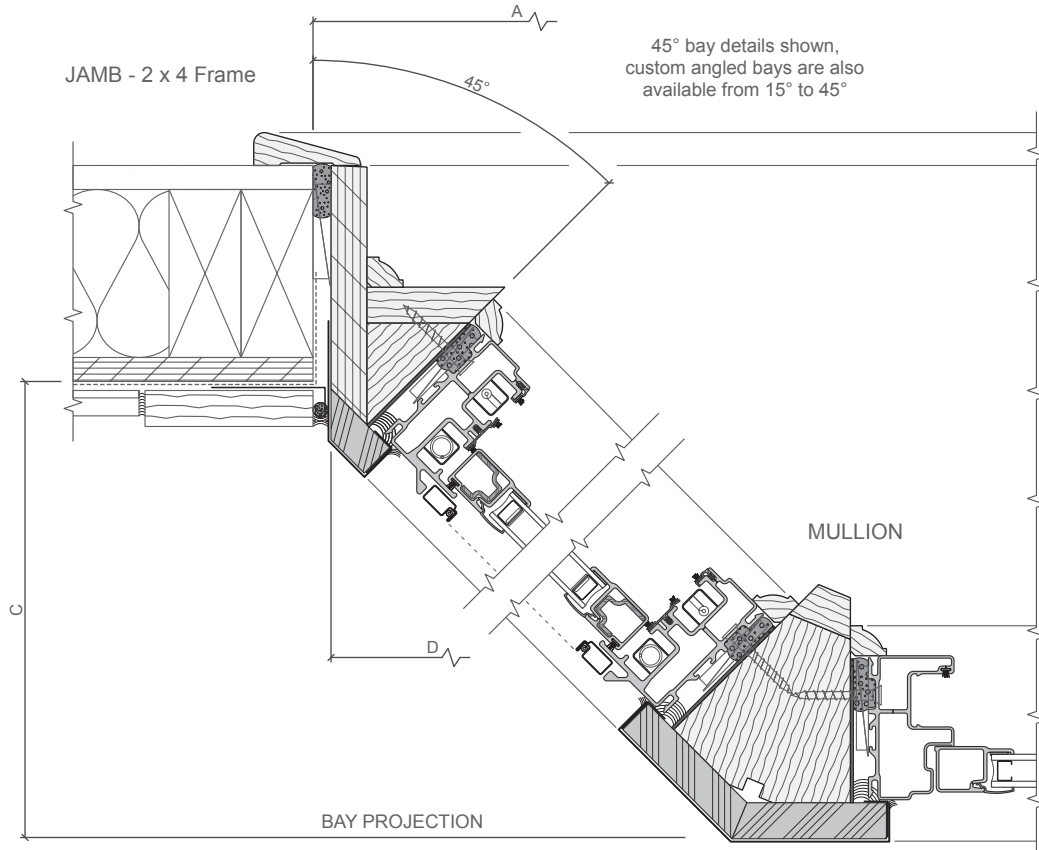 A
JAMB - 2 x 4 Frame
45° bay details shown,
custom angled bays are also
available from 15° to 45°
45°
MULLION
C
D
BAY PROJECTION